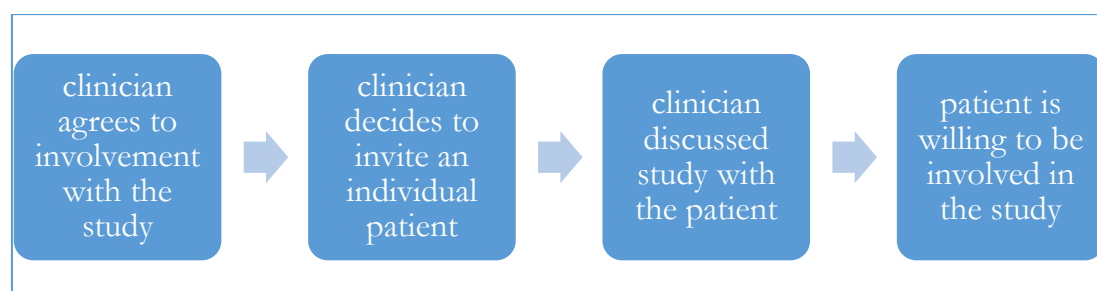 clinician
agrees to
involvement
with the
study
clinician
decides to
invite an
individual
patient
clinician
discussed
study with
the patient
patient is
willing to be
involved in
the study